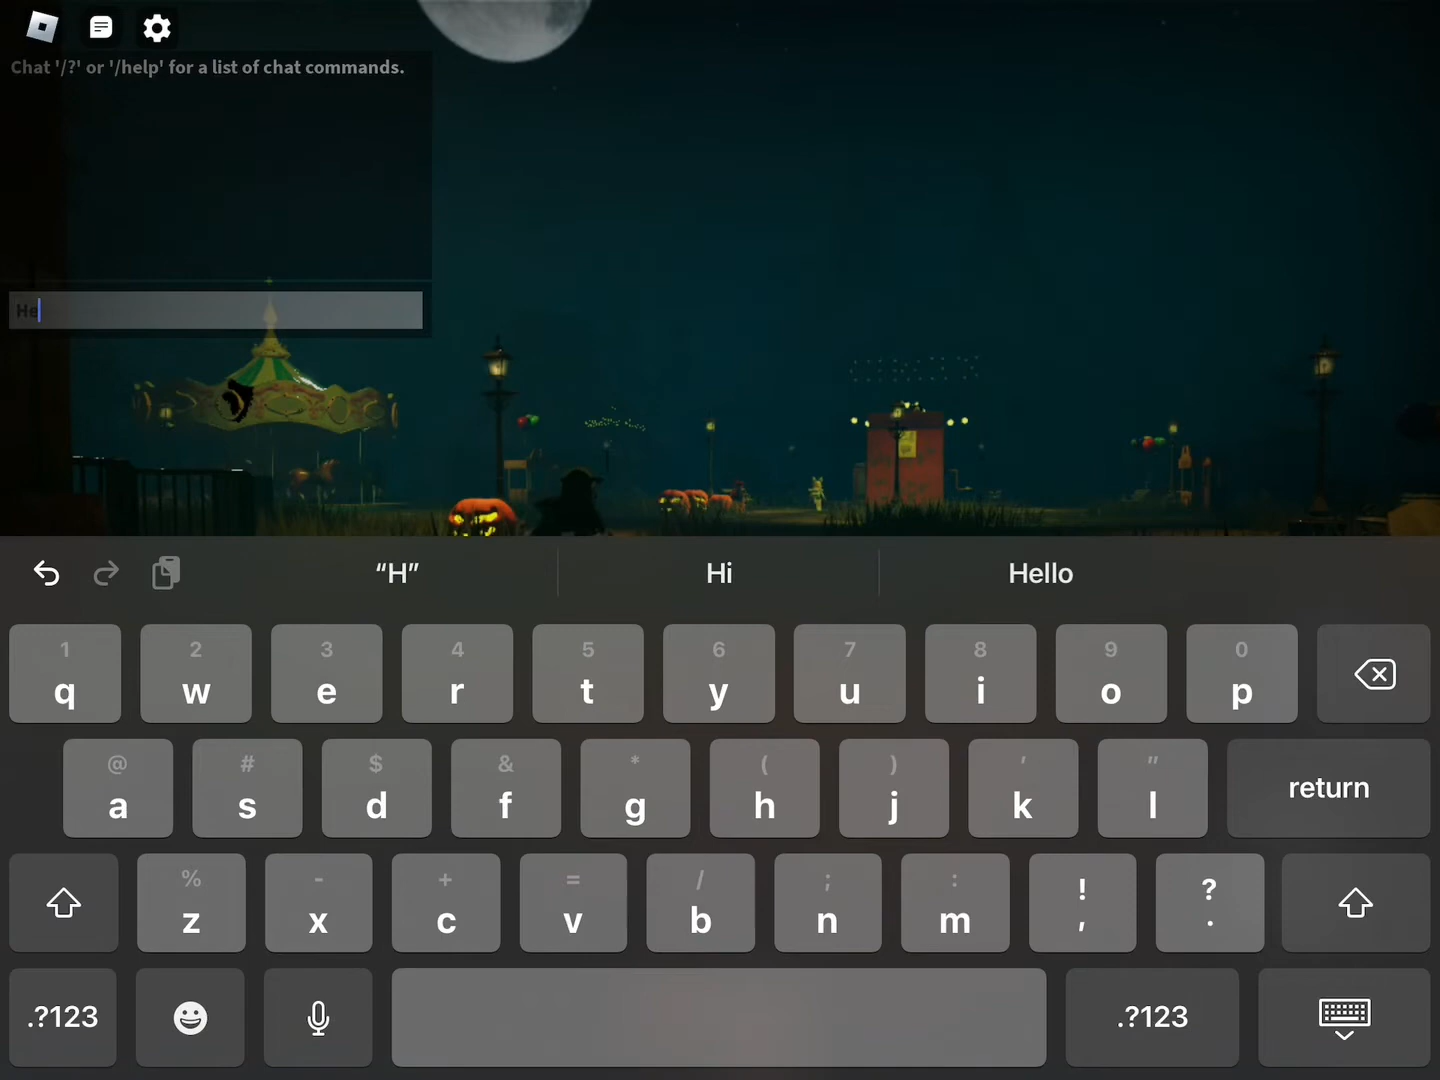 Chat '/?' or '/help' for a list of chat commands.
He
“H” Hi Hello
1 2 3 4 5 6 7 8 9 0
q w e r t y u i o p
@ # $ & * ( ) ' "
a s d f g h j k l return
% - + = / ; : ! ?
z x c v b n m , .
.?123 .?123